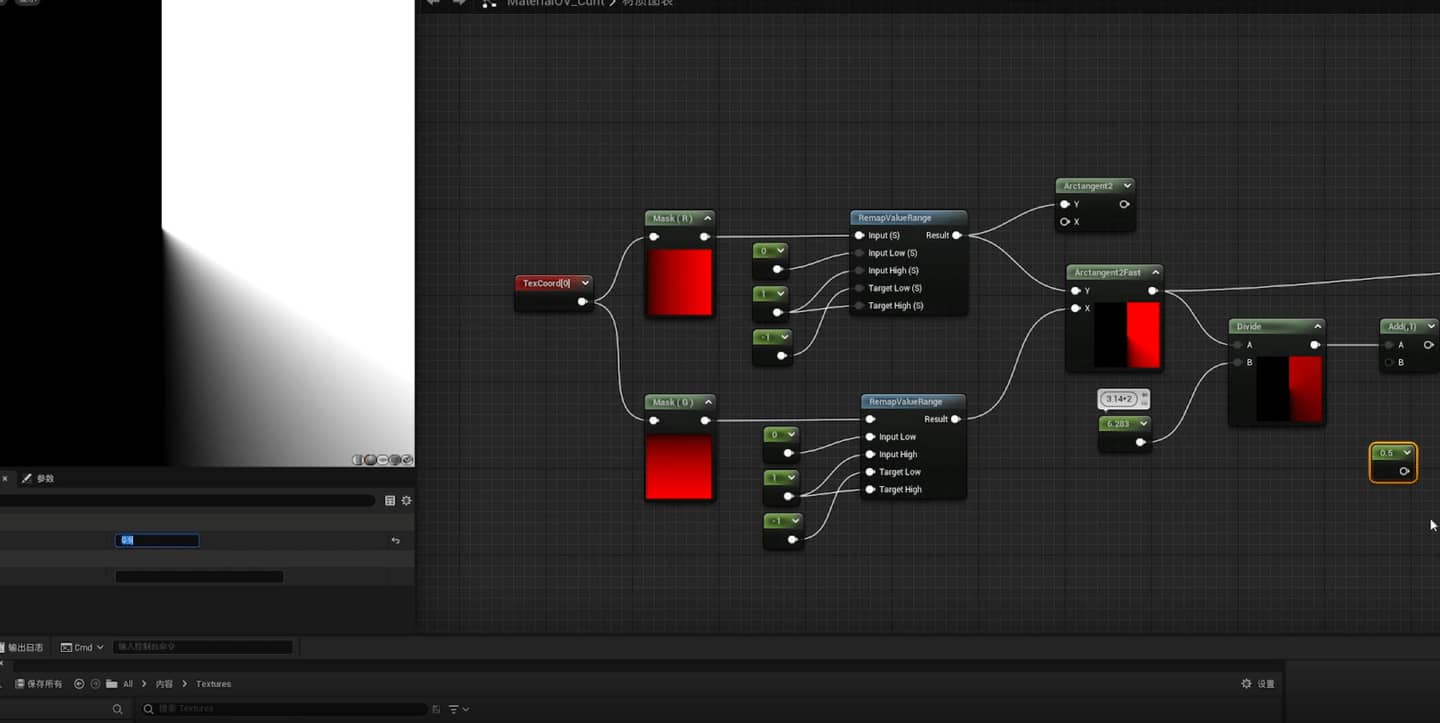 MaterialUV_Cunt > 材质图表
Arctangent2
Y
X
Mask ( R )
RemapValueRange
Input (S) Result
Input Low (S)
Input High (S)
Target Low (S)
Target High (S)
0
1
-1
TexCoord[0]
Arctangent2Fast
Y
X
Divide
A
B
Add(,1)
A
B
3.14*2
6.283
0.5
Mask ( G )
RemapValueRange
Result
Input Low
Input High
Target Low
Target High
0
1
-1
参数
0.5
输出日志
Cmd
输入控制台命令
保存所有
All > 内容 > Textures
设置
搜索 Textures